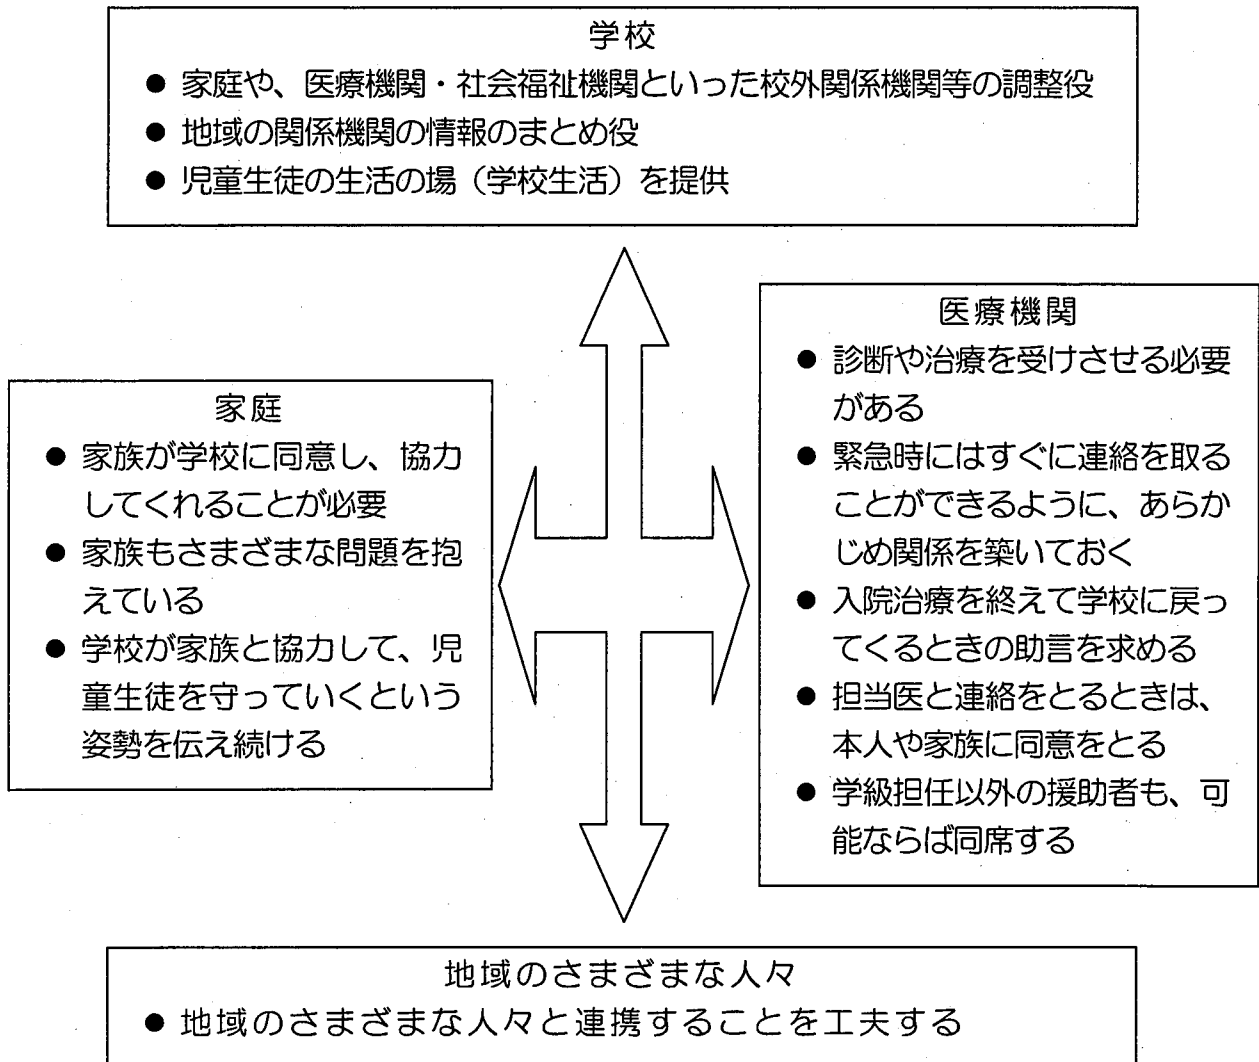 学校
● 家庭や、医療機関・社会福祉機関といった校外関係機関等の調整役
● 地域の関係機関の情報のまとめ役
● 児童生徒の生活の場（学校生活）を提供
家庭
● 家族が学校に同意し、協力
してくれることが必要
● 家族もさまざまな問題を抱
えている
● 学校が家族と協力して、児
童生徒を守っていくという
姿勢を伝え続ける
医療機関
● 診断や治療を受けさせる必要
がある
● 緊急時にはすぐに連絡を取る
ことができるように、あらか
じめ関係を築いておく
● 入院治療を終えて学校に戻っ
てくるときの助言を求める
● 担当医と連絡をとるときは、
本人や家族に同意をとる
● 学級担任以外の援助者も、可
能ならば同席する
地域のさまざまな人々
● 地域のさまざまな人々と連携することを工夫する